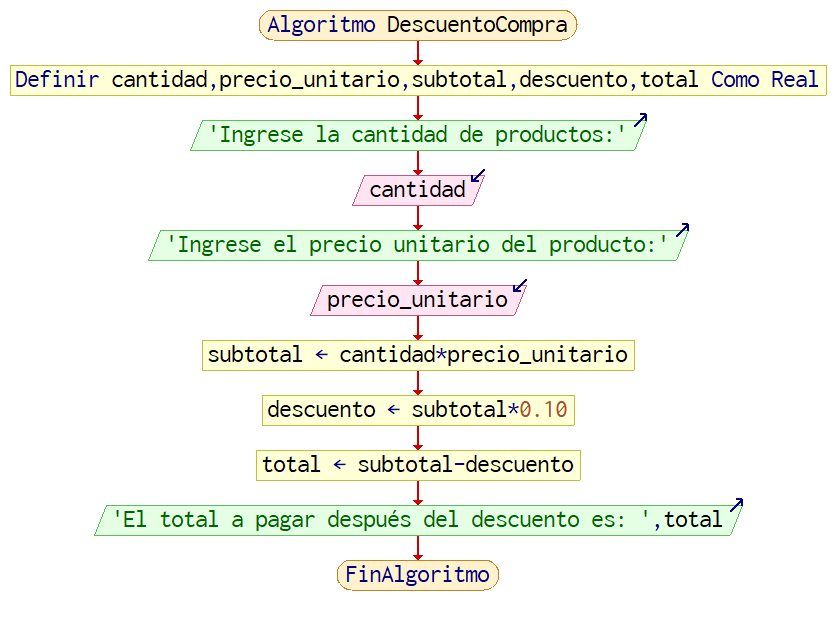 Algoritmo DescuentoCompra
Definir cantidad,precio_unitario,subtotal,descuento,total Como Real
'Ingrese la cantidad de productos:'
cantidad
'Ingrese el precio unitario del producto:'
precio_unitario
subtotal ← cantidad*precio_unitario
descuento ← subtotal*0.10
total ← subtotal-descuento
'El total a pagar después del descuento es: ',total
FinAlgoritmo